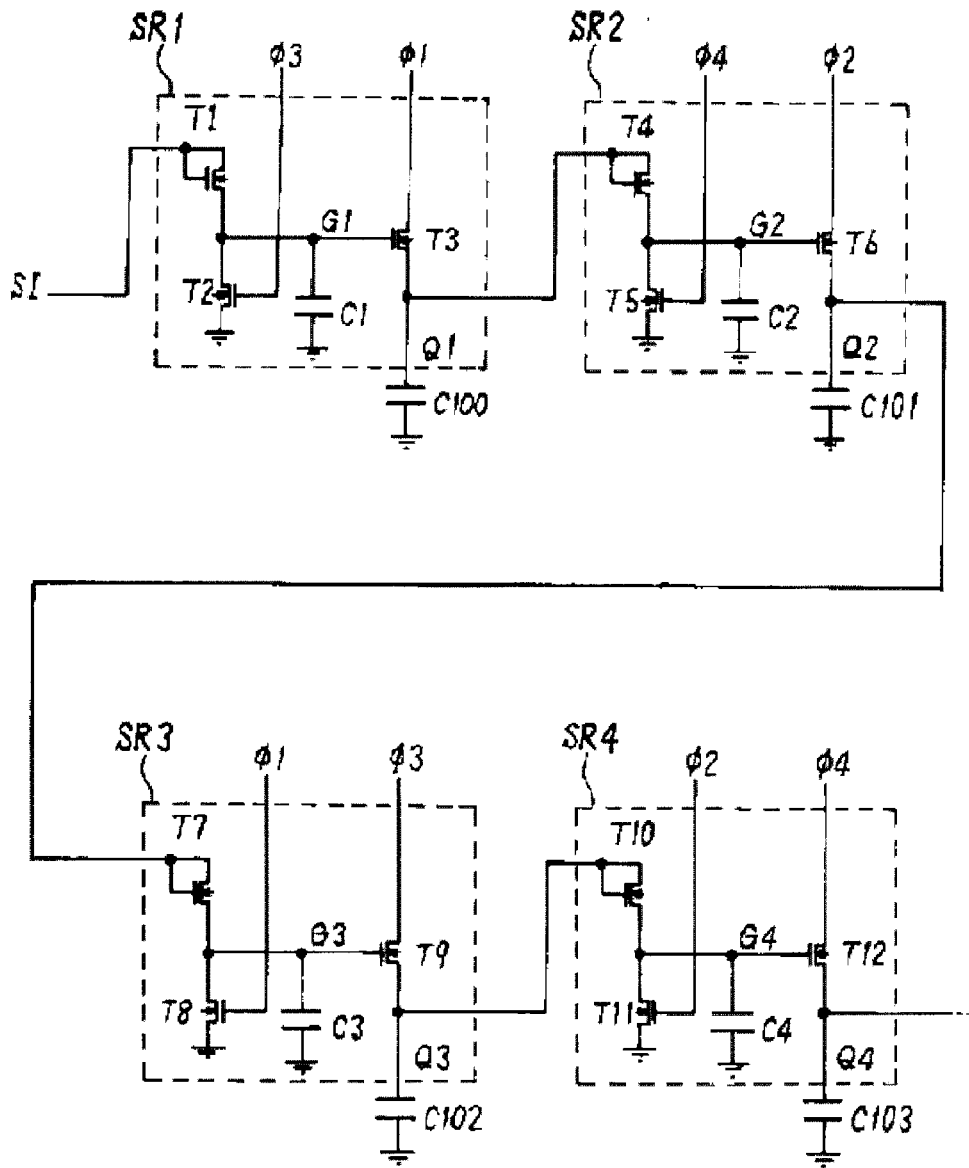 SR1
φ3
φ1
SR2
φ4
φ2
T1
T4
G1
T3
G2
T6
SI
T2
C1
T5
C2
Q1
Q2
C100
C101
SR3
φ1
φ3
SR4
φ2
φ4
T7
T10
G3
T9
G4
T12
T8
C3
T11
C4
Q3
Q4
C102
C103